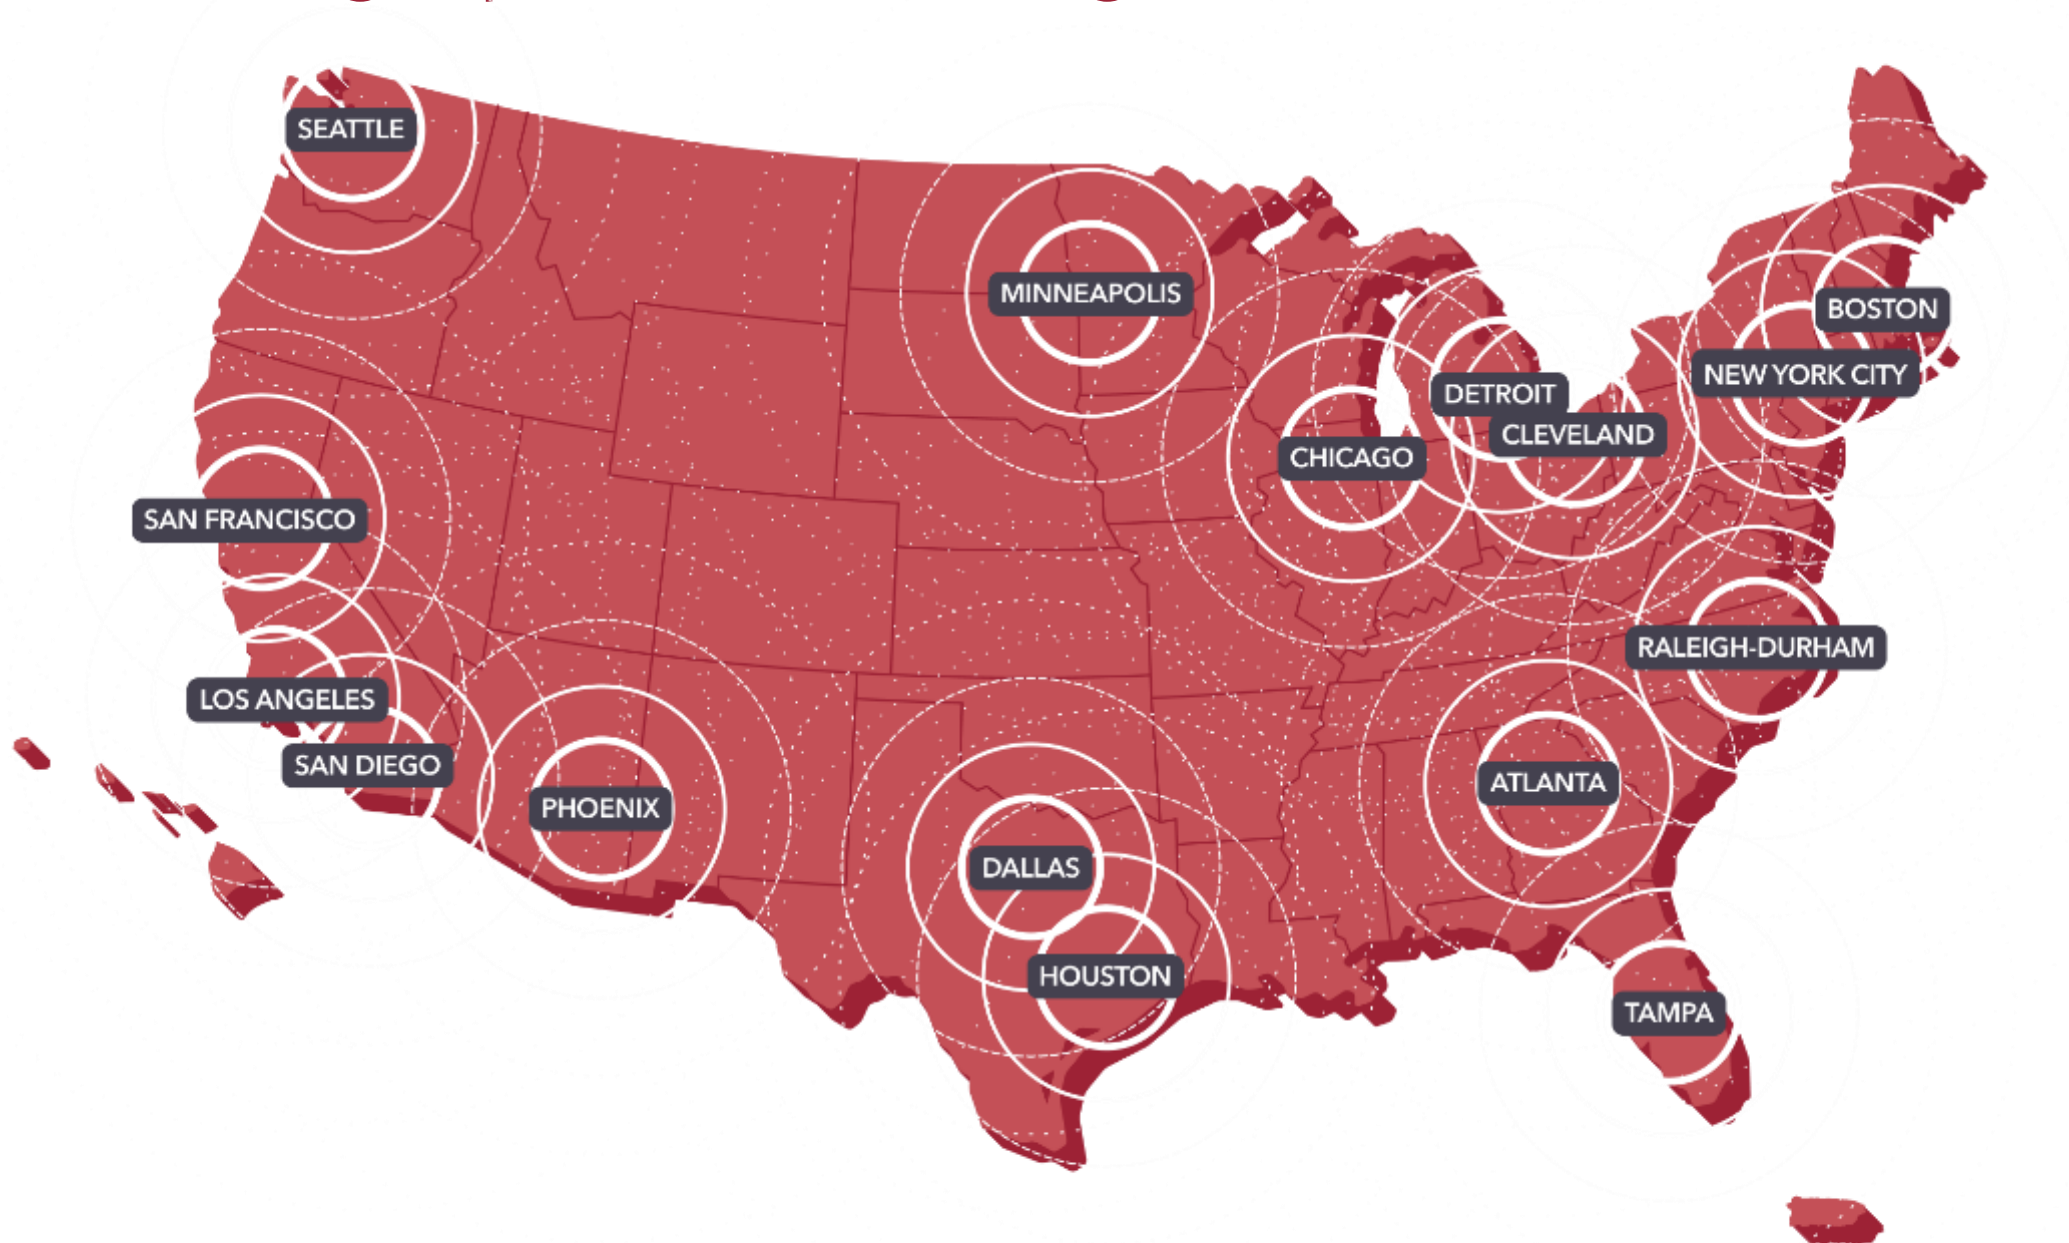 SEATTLE
MINNEAPOLIS
BOSTON
NEW YORK CITY
DETROIT
CLEVELAND
CHICAGO
SAN FRANCISCO
RALEIGH-DURHAM
LOS ANGELES
SAN DIEGO
PHOENIX
ATLANTA
DALLAS
HOUSTON
TAMPA